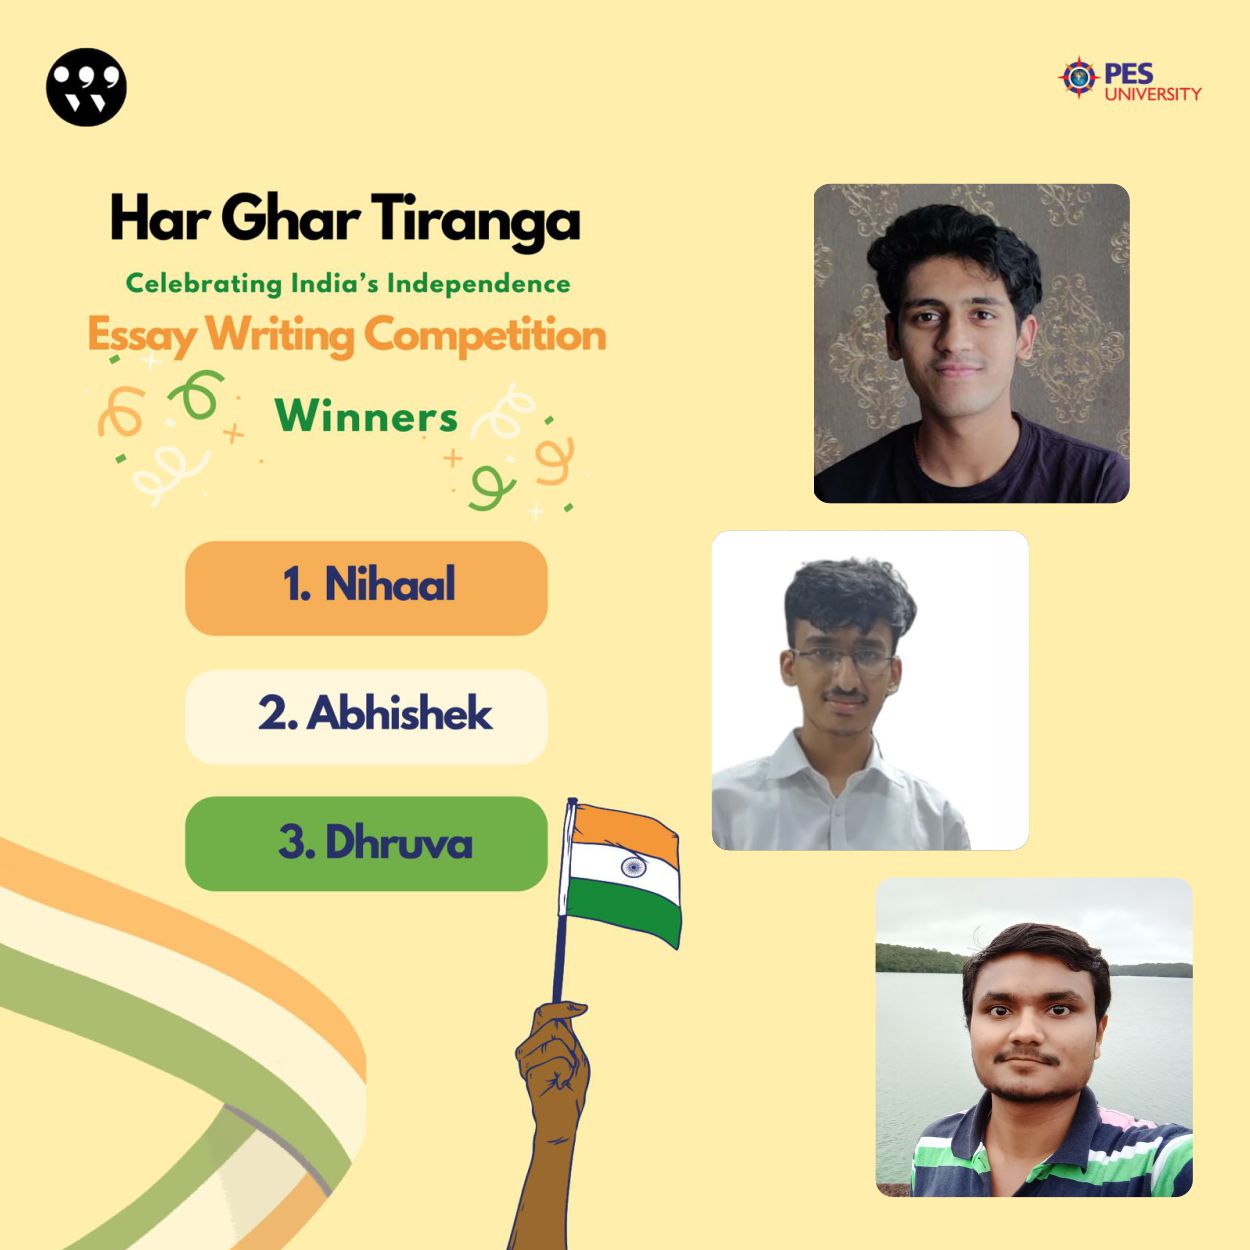 PES
UNIVERSITY
Har Ghar Tiranga
Celebrating India's Independence
Essay Writing Competition
Winners
1. Nihaal
2. Abhishek
3. Dhruva